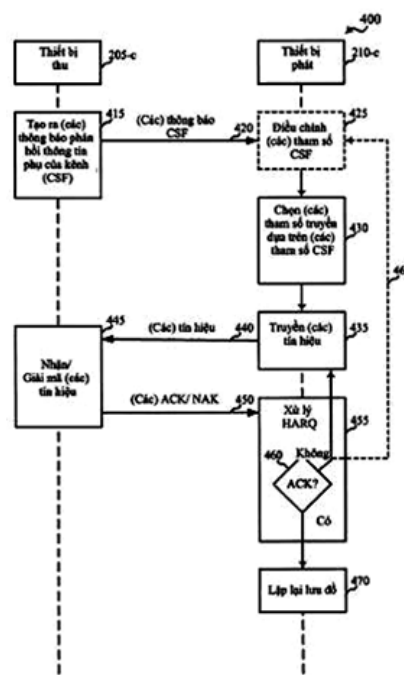 400
Thiết bị
thu
205-c
Thiết bị
phát
210-c
415
Tạo ra (các)
thông báo phản
hồi thông tin
phụ của kênh
(CSF)
(Các) thông báo
CSF
420
425
Điều chỉnh
(các) tham số
CSF
Chọn (các)
tham số truyền
dựa trên (các)
tham số CSF
430
445
Nhận/
Giải mã (các)
tín hiệu
(Các) tín hiệu
440
Truyền (các)
tín hiệu
435
(Các) ACK/ NAK
450
Xử lý
HARQ
455
Không
460
ACK?
Có
Lặp lại lưu đồ
470